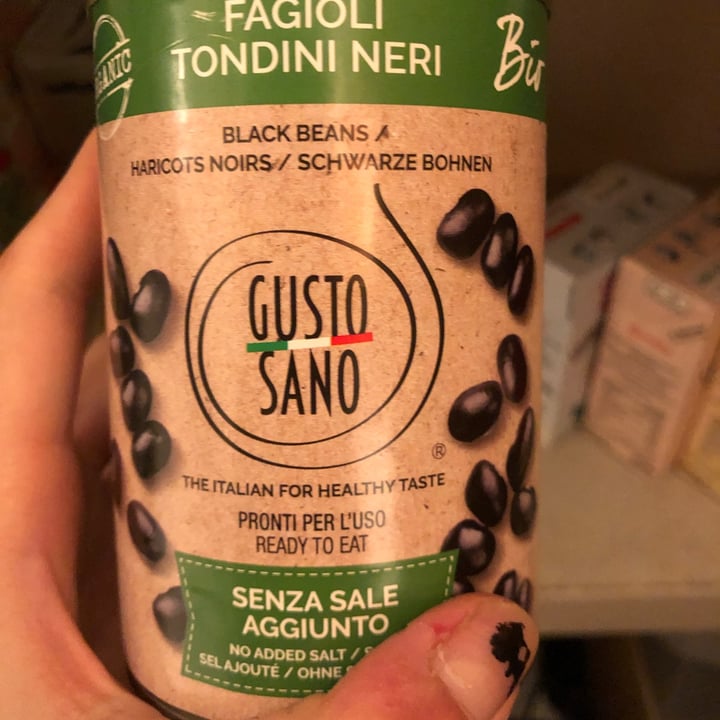 FAGIOLI
TONDINI NERI
Bio
BLACK BEANS /
HARICOTS NOIRS / SCHWARZE BOHNEN
GUSTO
SANO
®
THE ITALIAN FOR HEALTHY TASTE
PRONTI PER L'USO
READY TO EAT
SENZA SALE
AGGIUNTO
NO ADDED SALT /
SEL AJOUTÉ / OHNE